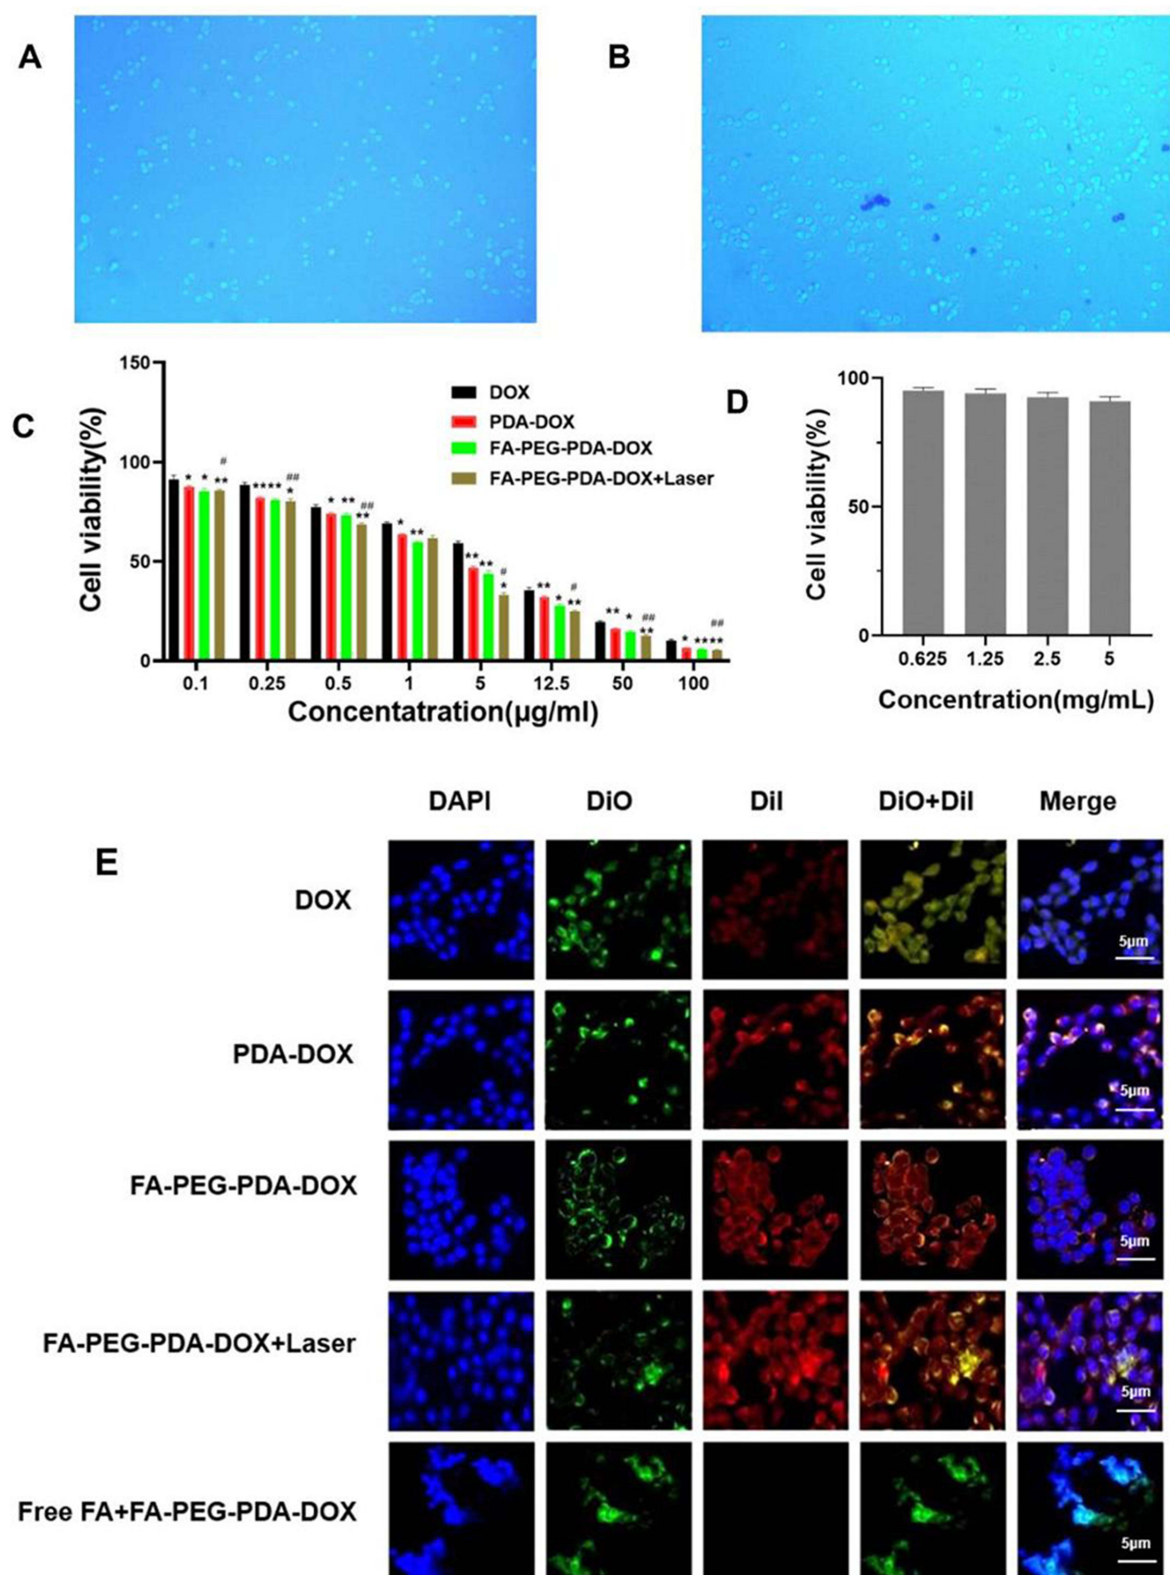 A
B
C
150
100
50
0
Cell viability(%)
DOX
PDA-DOX
FA-PEG-PDA-DOX
FA-PEG-PDA-DOX+Laser
* * ** #
**** * ##
* ** ** ##
* **
** ** * #
** * ** #
** * ** ##
* **** ##
0.1 0.25 0.5 1 5 12.5 50 100
Concentatration(μg/ml)
D
100
50
0
Cell viability(%)
0.625 1.25 2.5 5
Concentration(mg/mL)
E
DAPI DiO DiI DiO+DiI Merge
DOX
5μm
PDA-DOX
5μm
FA-PEG-PDA-DOX
5μm
FA-PEG-PDA-DOX+Laser
5μm
Free FA+FA-PEG-PDA-DOX
5μm